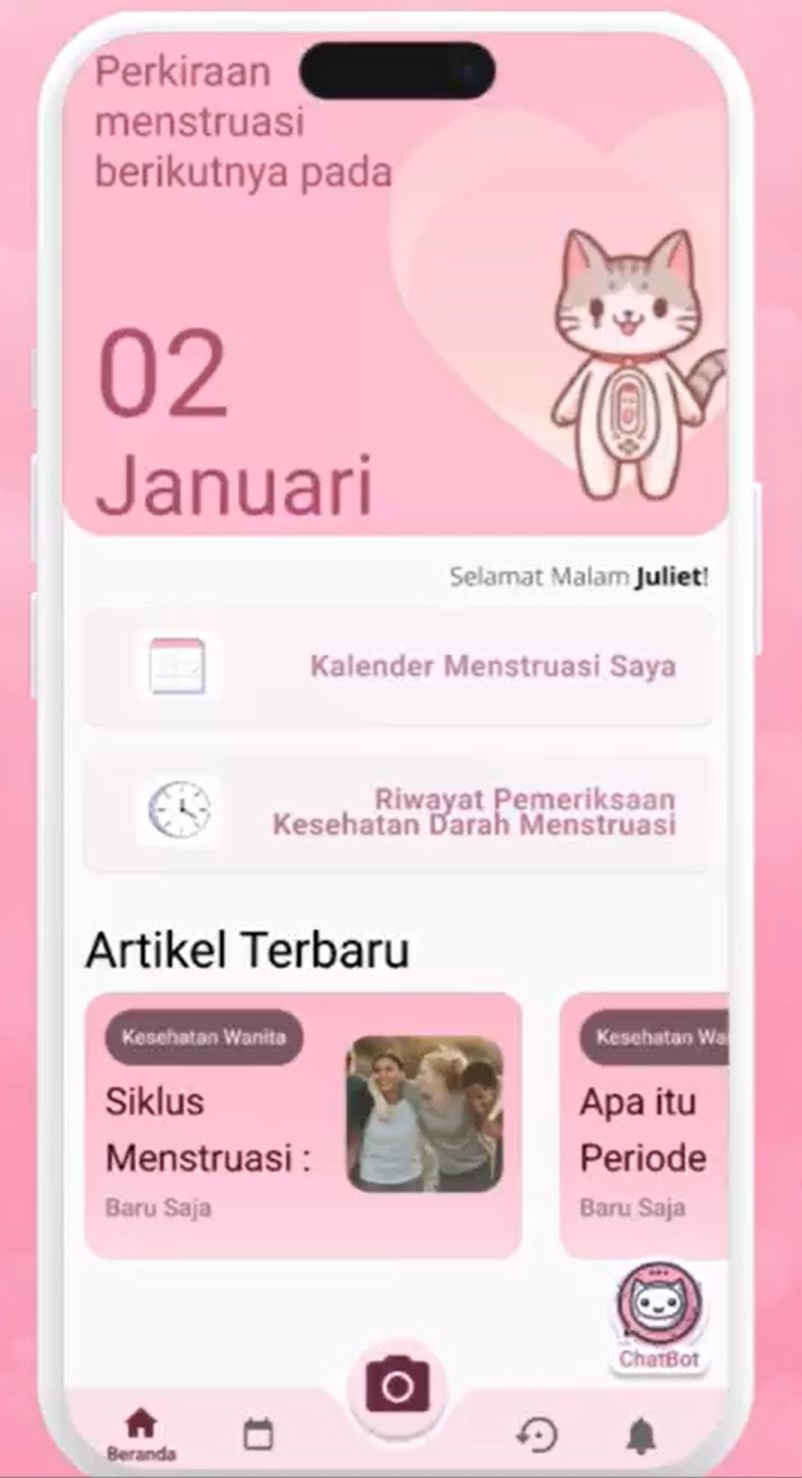 Perkiraan
menstruasi
berikutnya pada
02
Januari
Selamat Malam Juliet!
Kalender Menstruasi Saya
Riwayat Pemeriksaan
Kesehatan Darah Menstruasi
Artikel Terbaru
Kesehatan Wanita
Siklus
Menstruasi :
Baru Saja
Kesehatan Wa
Apa itu
Periode
Baru Saja
ChatBot
Beranda